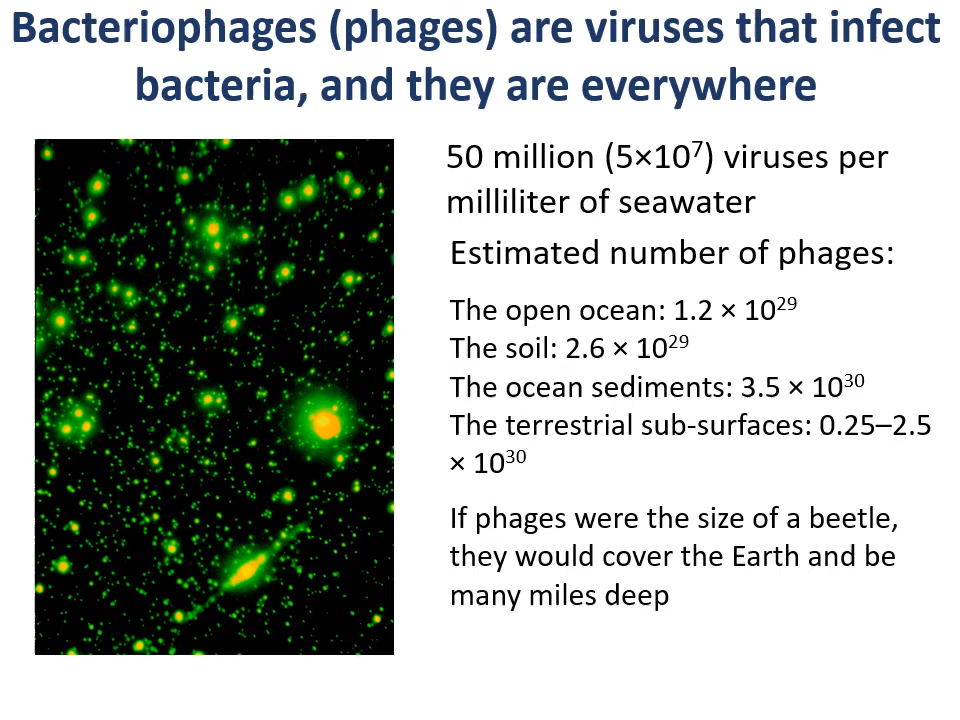 Bacteriophages (phages) are viruses that infect
bacteria, and they are everywhere
50 million (5×10⁷) viruses per
milliliter of seawater
Estimated number of phages:
The open ocean: 1.2 × 10²⁹
The soil: 2.6 × 10²⁹
The ocean sediments: 3.5 × 10³⁰
The terrestrial sub-surfaces: 0.25–2.5
× 10³⁰
If phages were the size of a beetle,
they would cover the Earth and be
many miles deep